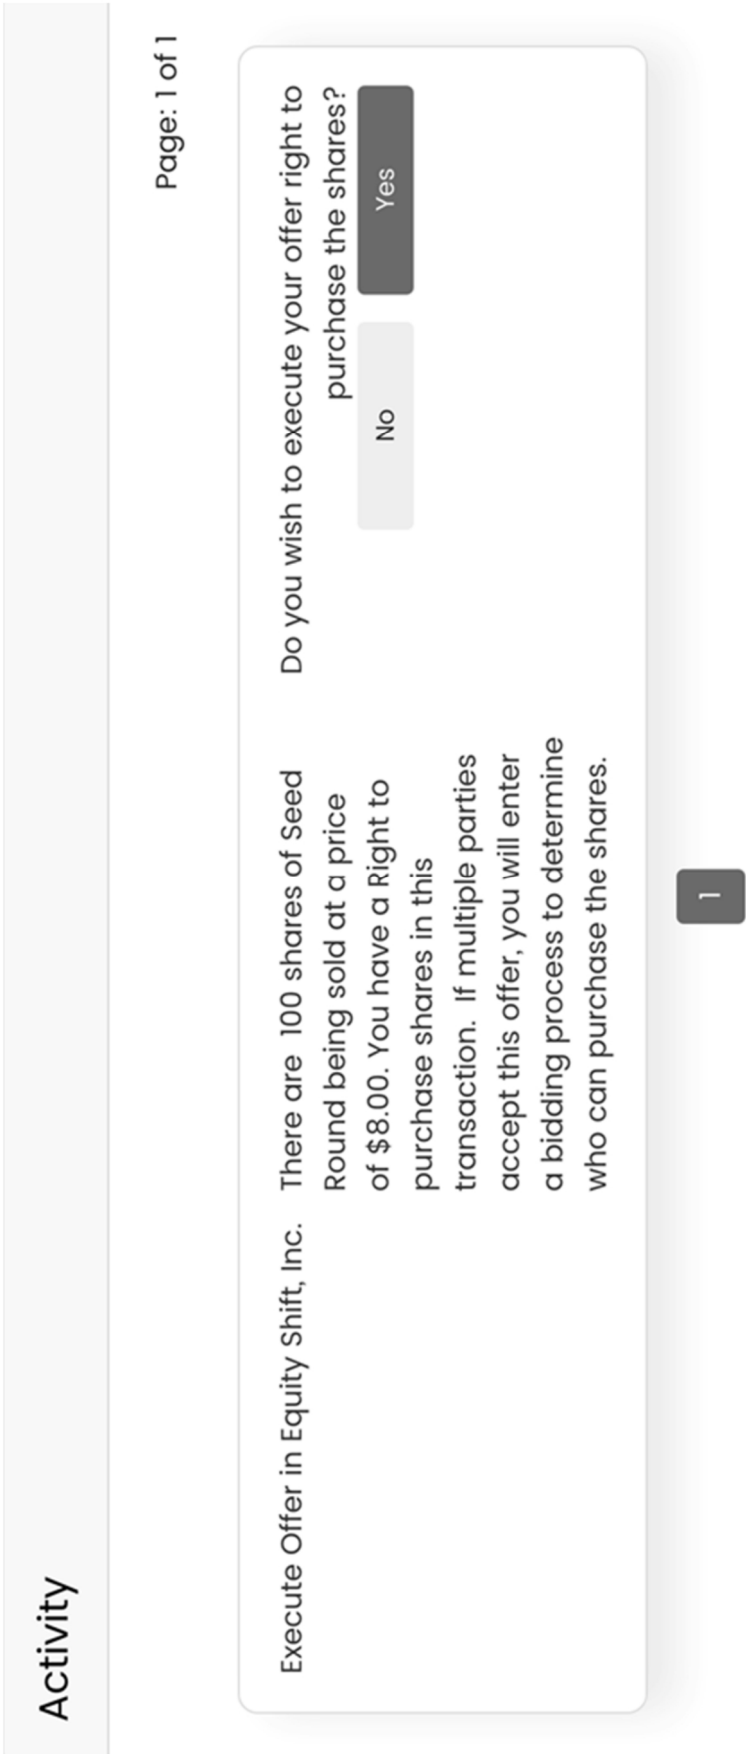 Activity
Page: 1 of 1
Execute Offer in Equity Shift, Inc.
There are 100 shares of Seed
Round being sold at a price
of $8.00. You have a Right to
purchase shares in this
transaction. If multiple parties
accept this offer, you will enter
a bidding process to determine
who can purchase the shares.
Do you wish to execute your offer right to
purchase the shares?
No
Yes
1